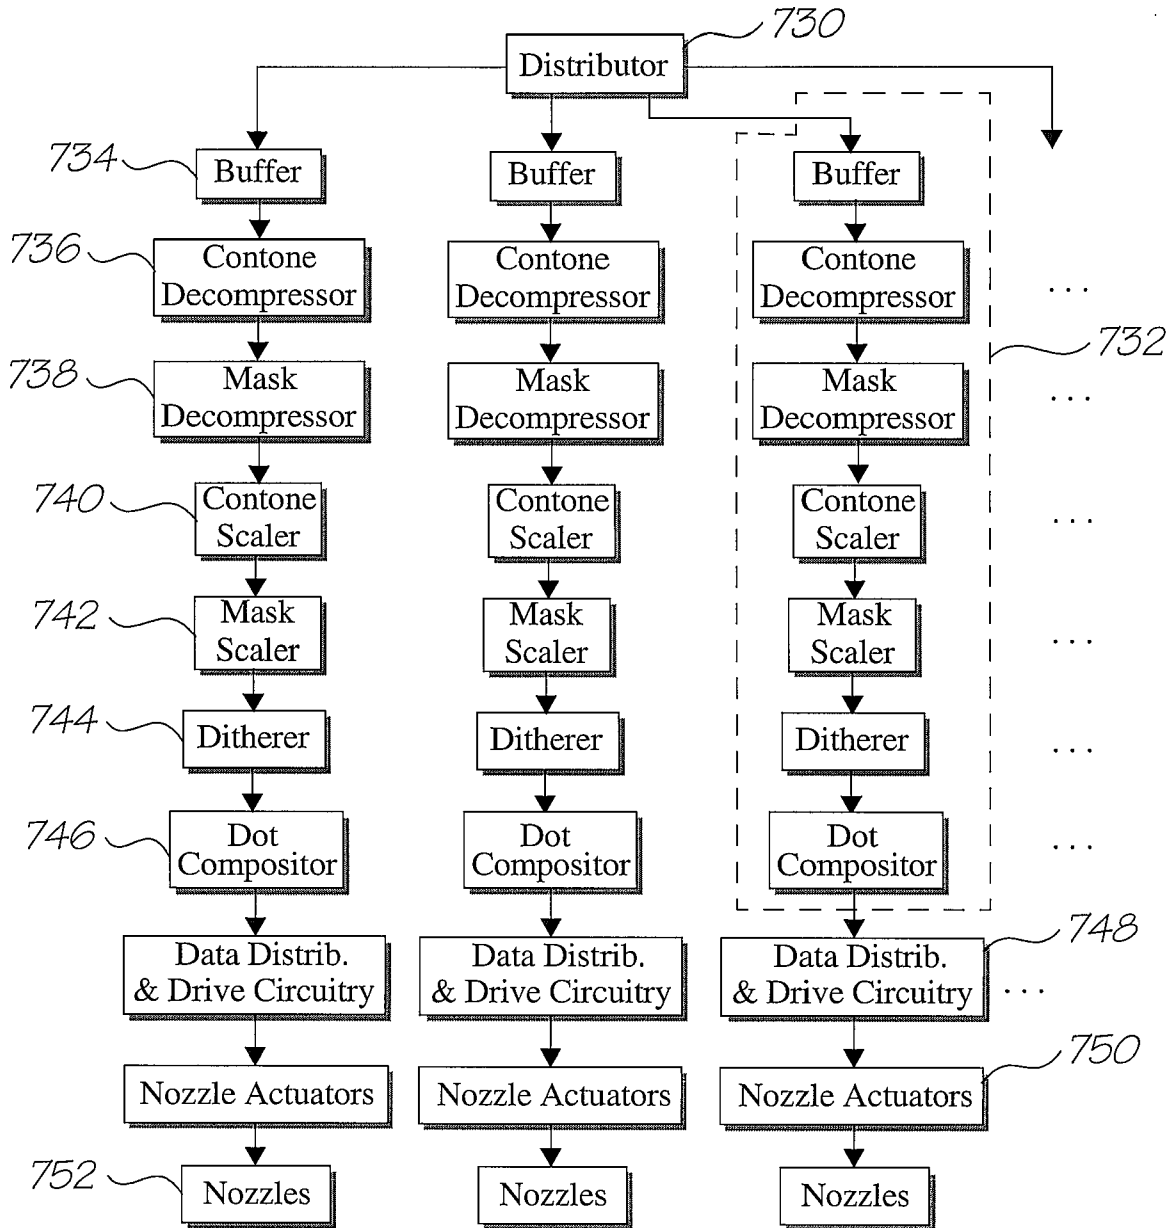 730
Distributor
734
Buffer
Buffer
Buffer
736
Contone
Decompressor
Contone
Decompressor
Contone
Decompressor
...
732
738
Mask
Decompressor
Mask
Decompressor
Mask
Decompressor
...
740
Contone
Scaler
Contone
Scaler
Contone
Scaler
...
742
Mask
Scaler
Mask
Scaler
Mask
Scaler
...
744
Ditherer
Ditherer
Ditherer
...
746
Dot
Compositor
Dot
Compositor
Dot
Compositor
...
748
Data Distrib.
& Drive Circuitry
Data Distrib.
& Drive Circuitry
Data Distrib.
& Drive Circuitry
...
750
Nozzle Actuators
Nozzle Actuators
Nozzle Actuators
752
Nozzles
Nozzles
Nozzles